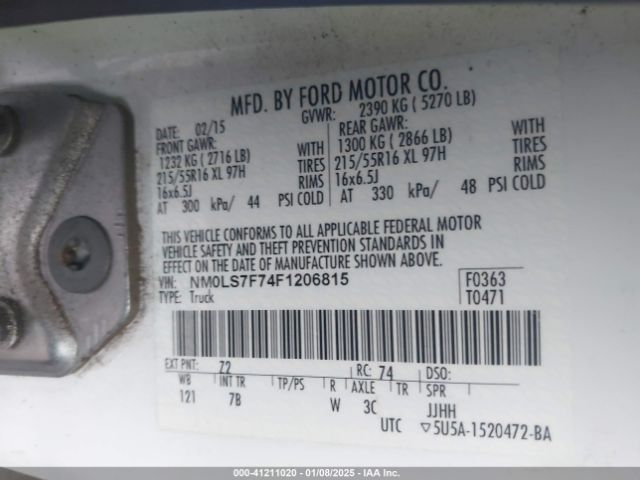 MFD. BY FORD MOTOR CO.
DATE: 02/15 GVWR: 2390 KG ( 5270 LB)
FRONT GAWR: REAR GAWR:
1232 KG ( 2716 LB) WITH 1300 KG ( 2866 LB) WITH
215/55R16 XL 97H TIRES 215/55R16 XL 97H TIRES
16x6.5J RIMS 16x6.5J RIMS
AT 300 kPa/ 44 PSI COLD AT 330 kPa/ 48 PSI COLD
THIS VEHICLE CONFORMS TO ALL APPLICABLE FEDERAL MOTOR
VEHICLE SAFETY AND THEFT PREVENTION STANDARDS IN
EFFECT ON THE DATE OF MANUFACTURE SHOWN ABOVE.
VIN: NM0LS7F74F1206815 F0363
TYPE: Truck T0471
EXT PNT: 7Z RC: 74 DSO:
WB INT TR TP/PS R AXLE TR SPR
121 7B W 3C JJHH
UTC ▽5U5A-1520472-BA
000-41211020 - 01/08/2025 - IAA Inc.